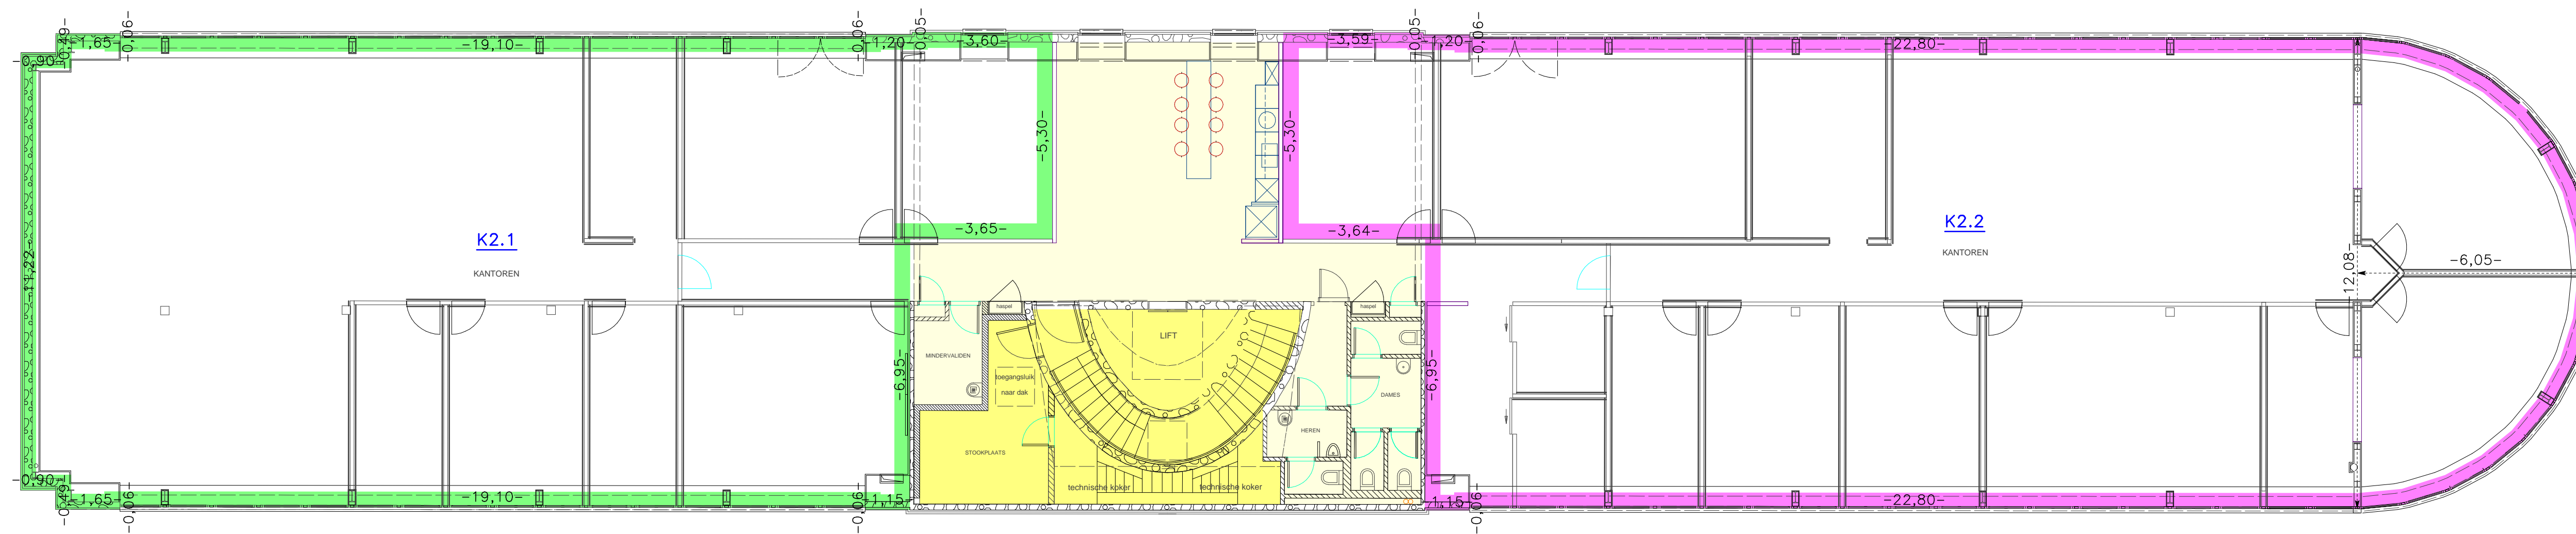 -0,49-
-1,65-
-0,06-
-19,10-
-0,06-
-1,20-
-0,05-
-3,60-
-3,59-
-0,05-
-1,20-
-0,06-
-22,80-
-0,90-
-5,30-
-5,30-
K2.1
KANTOREN
-3,65-
-3,64-
K2.2
KANTOREN
-11,22-
-12,08-
-6,05-
haspel
haspel
LIFT
MINDERVALIDEN
toegangsluik
naar dak
-6,95-
-6,95-
DAMES
HEREN
STOOKPLAATS
technische koker
technische koker
-0,90-
-0,49-
-1,65-
-0,06-
-19,10-
-0,06-
-1,15-
-1,15-
-0,06-
-22,80-